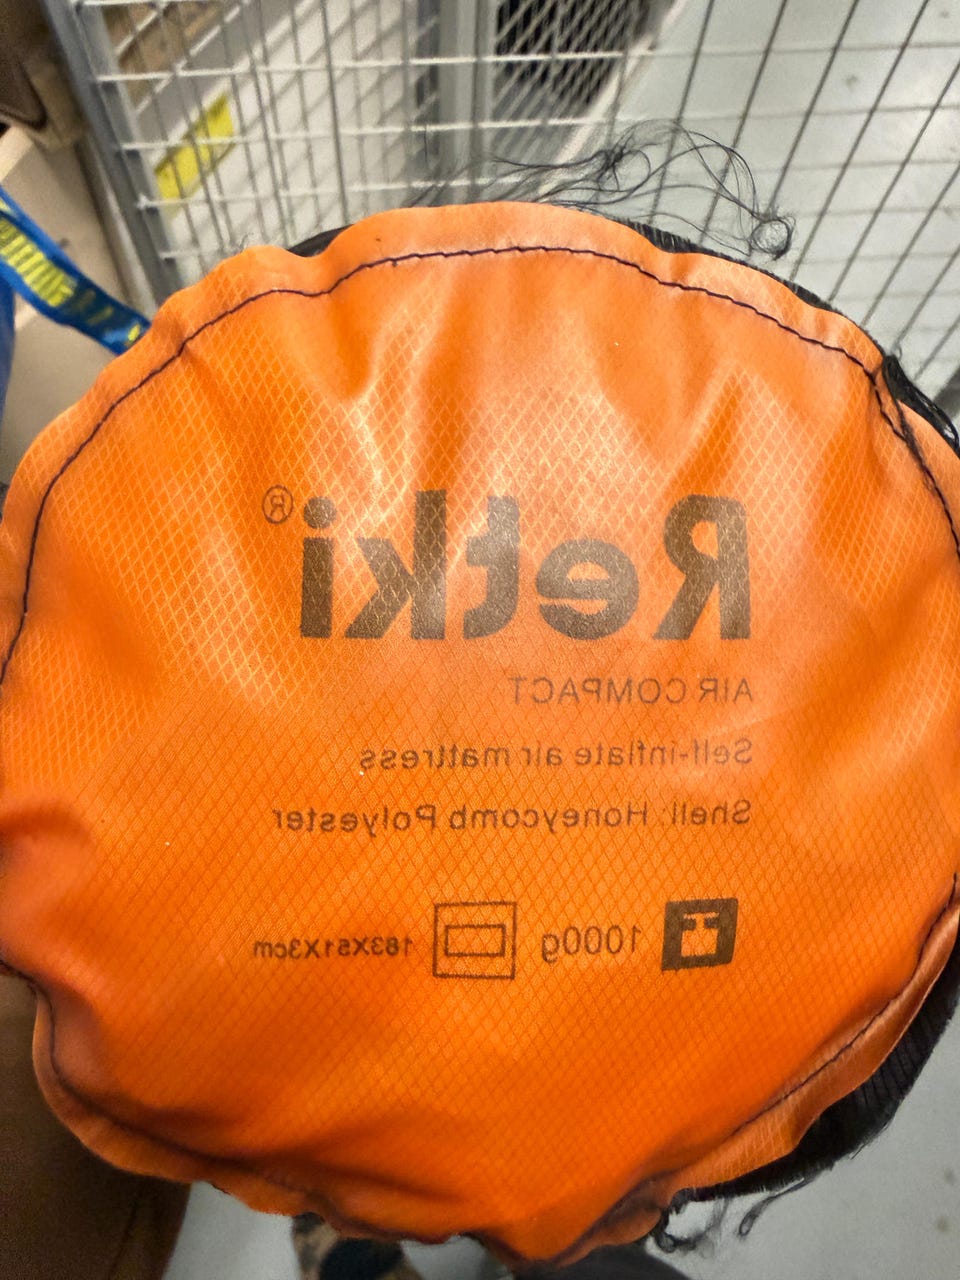 Retki®
AIR COMPACT
Self-inflate air mattress
Shell: Honeycomb Polyester
1000g 183X51X3cm